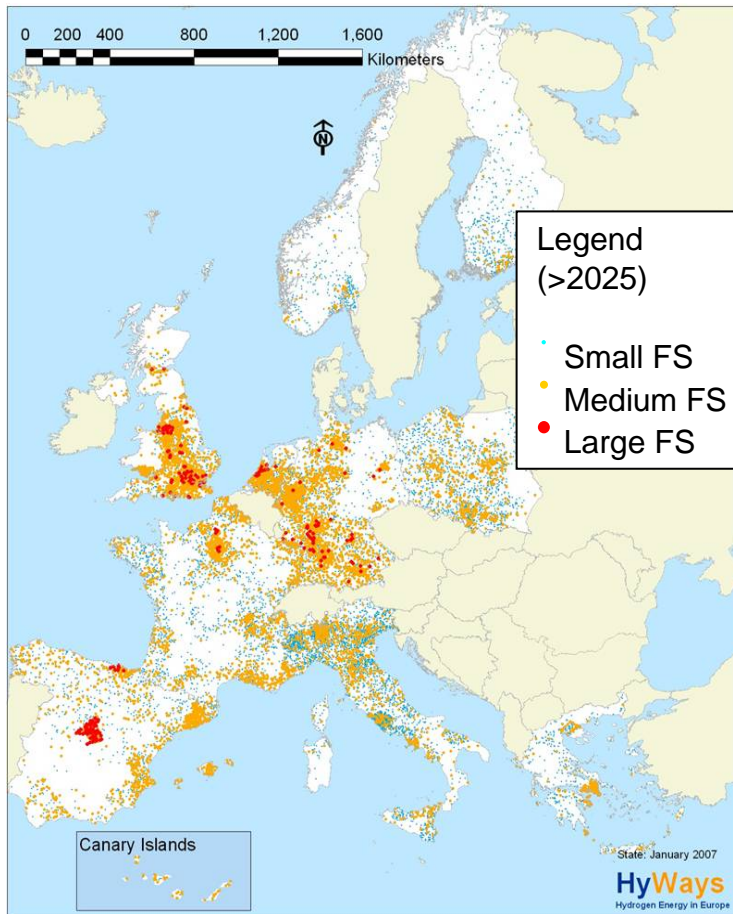 0 200 400 800 1,200 1,600
Kilometers
N
Legend
(>2025)
Small FS
Medium FS
Large FS
Canary Islands
State: January 2007
HyWays
Hydrogen Energy in Europe